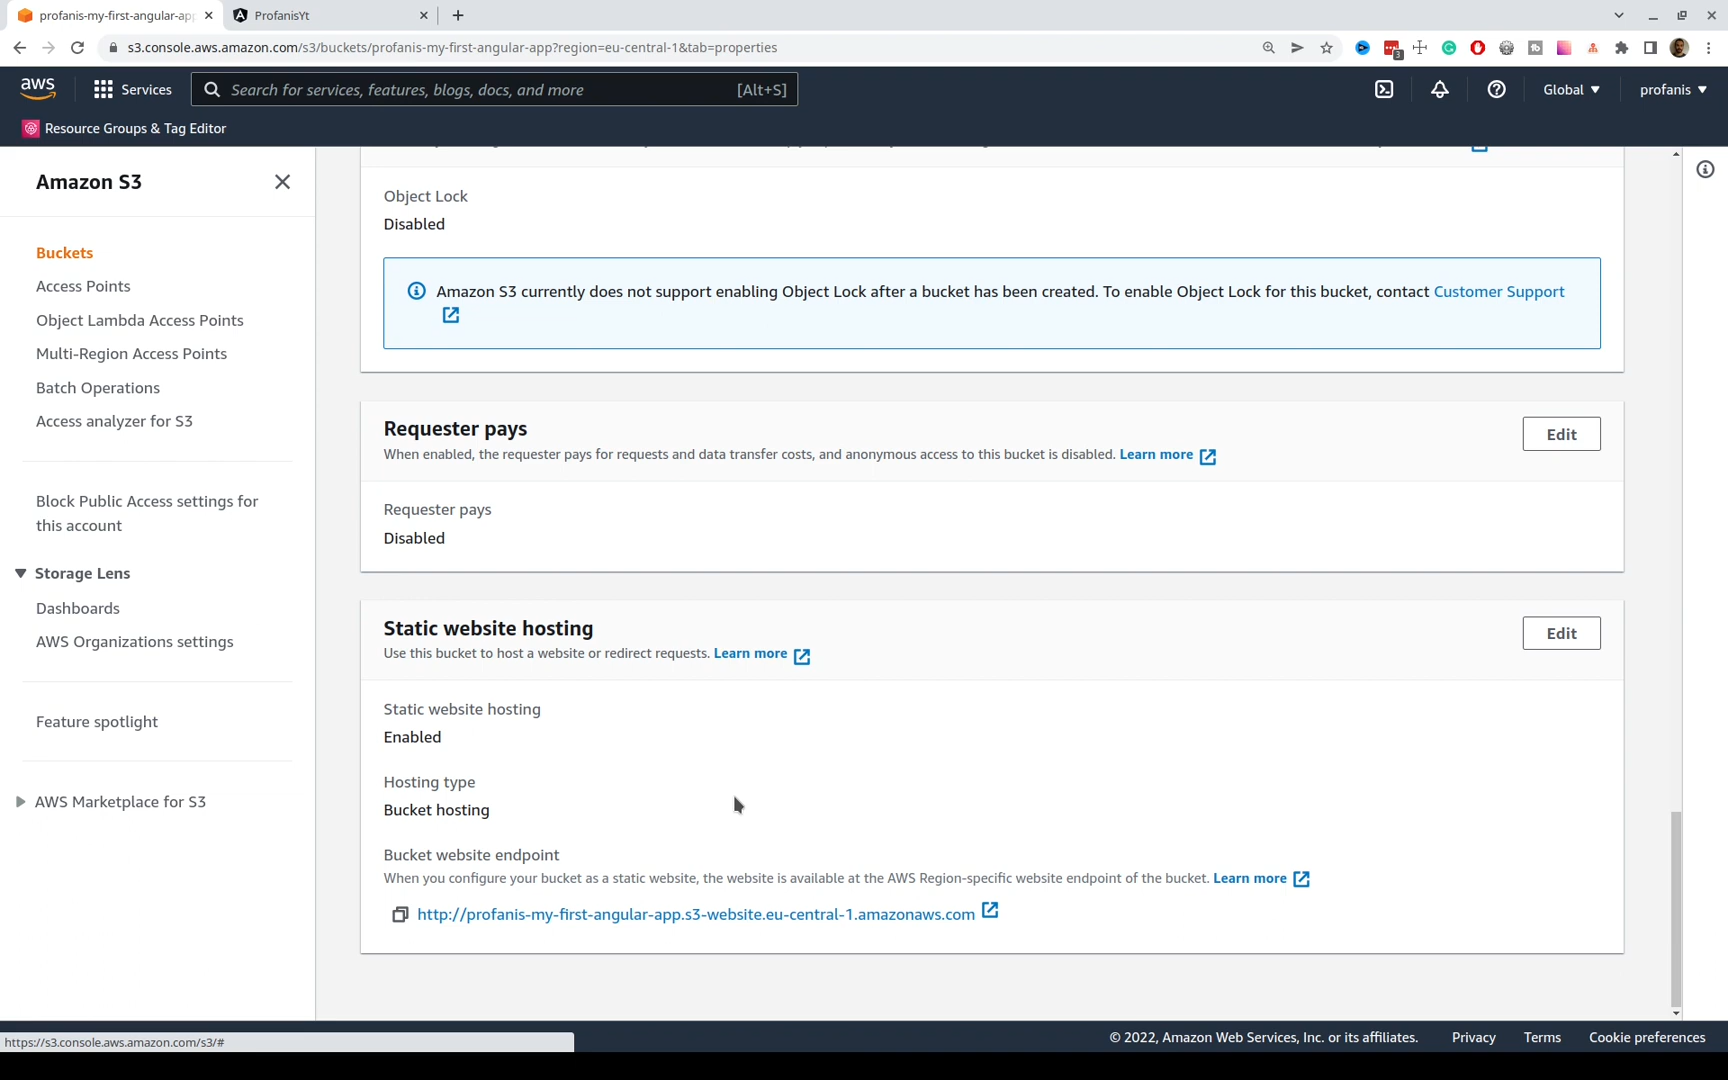 profanis-my-first-angular-app
ProfanisYt
s3.console.aws.amazon.com/s3/buckets/profanis-my-first-angular-app?region=eu-central-1&tab=properties
3
aws
Services
Search for services, features, blogs, docs, and more
[Alt+S]
Global
profanis
Resource Groups & Tag Editor
Amazon S3
Buckets
Access Points
Object Lambda Access Points
Multi-Region Access Points
Batch Operations
Access analyzer for S3
Block Public Access settings for
this account
Storage Lens
Dashboards
AWS Organizations settings
Feature spotlight
AWS Marketplace for S3
Object Lock
Disabled
Amazon S3 currently does not support enabling Object Lock after a bucket has been created. To enable Object Lock for this bucket, contact Customer Support
Requester pays
Edit
When enabled, the requester pays for requests and data transfer costs, and anonymous access to this bucket is disabled. Learn more
Requester pays
Disabled
Static website hosting
Edit
Use this bucket to host a website or redirect requests. Learn more
Static website hosting
Enabled
Hosting type
Bucket hosting
Bucket website endpoint
When you configure your bucket as a static website, the website is available at the AWS Region-specific website endpoint of the bucket. Learn more
http://profanis-my-first-angular-app.s3-website.eu-central-1.amazonaws.com
https://s3.console.aws.amazon.com/s3/#
© 2022, Amazon Web Services, Inc. or its affiliates.
Privacy
Terms
Cookie preferences